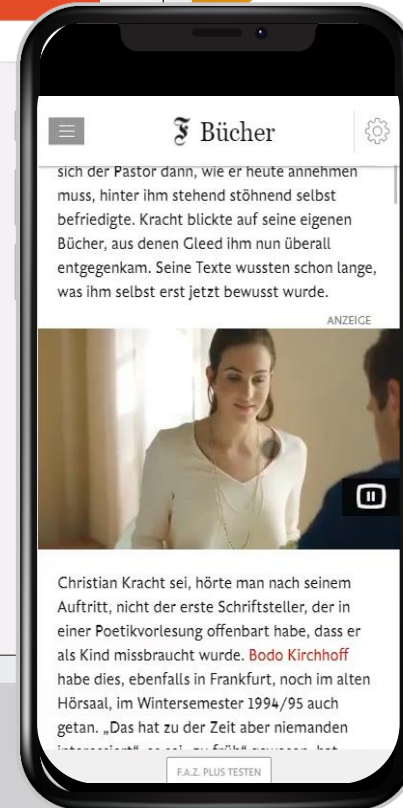 F Bücher
sich der Pastor dann, wie er heute annehmen
muss, hinter ihm stehend stöhnend selbst
befriedigte. Kracht blickte auf seine eigenen
Bücher, aus denen Gleed ihm nun überall
entgegenkam. Seine Texte wussten schon lange,
was ihm selbst erst jetzt bewusst wurde.
ANZEIGE
Christian Kracht sei, hörte man nach seinem
Auftritt, nicht der erste Schriftsteller, der in
einer Poetikvorlesung offenbart habe, dass er
als Kind missbraucht wurde. Bodo Kirchhoff
habe dies, ebenfalls in Frankfurt, noch im alten
Hörsaal, im Wintersemester 1994/95 auch
getan. „Das hat zu der Zeit aber niemanden
F.A.Z. PLUS TESTEN